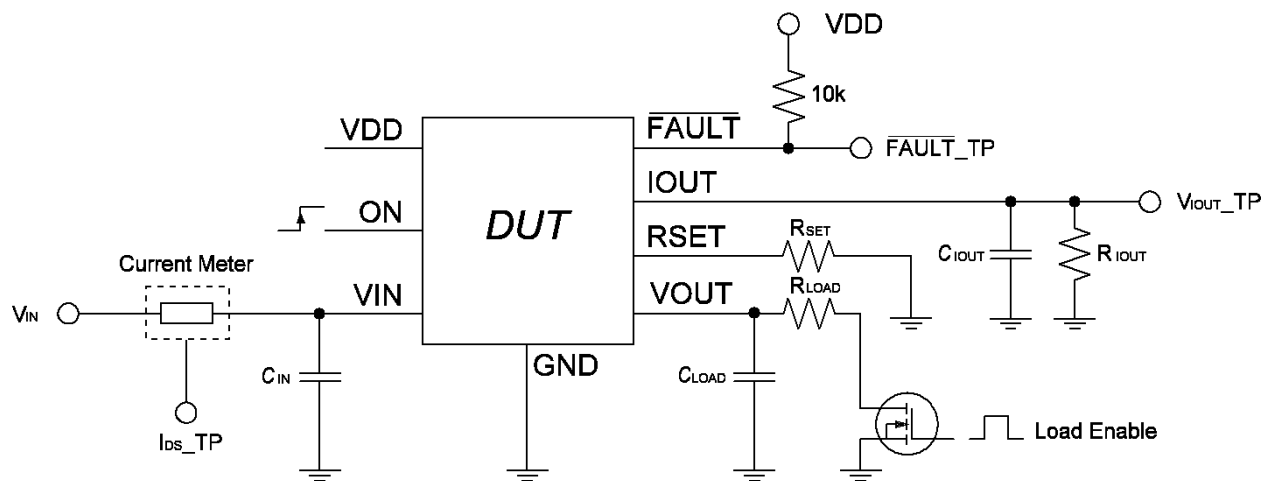 VDD
10k
VDD
FAULT
FAULT_TP
IOUT
ON
VIOUT_TP
DUT
RSET
RSET
CIOUT
RIOUT
Current Meter
VIN
VIN
VOUT
RLOAD
GND
CIN
CLOAD
IDS_TP
Load Enable